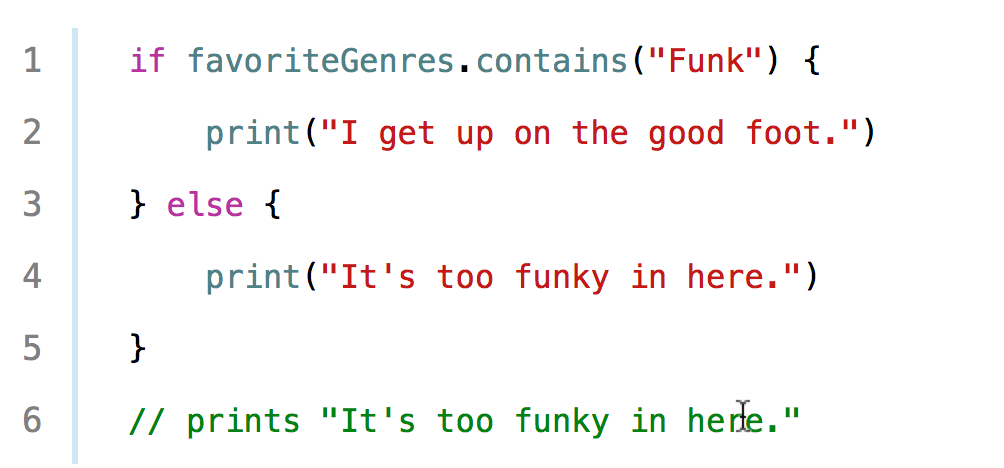 1 if favoriteGenres.contains("Funk") {
2     print("I get up on the good foot.")
3 } else {
4     print("It's too funky in here.")
5 }
6 // prints "It's too funky in here."